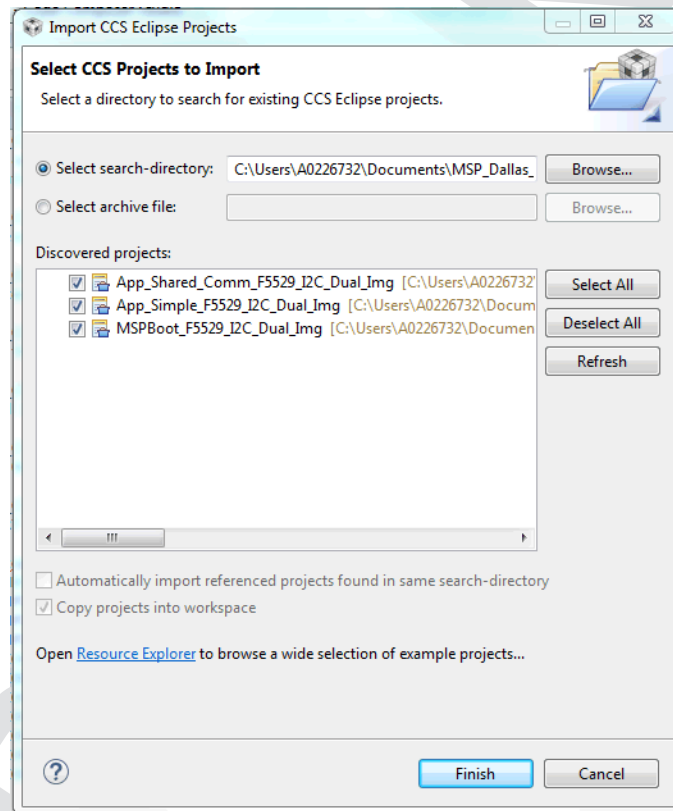 Import CCS Eclipse Projects
Select CCS Projects to Import
Select a directory to search for existing CCS Eclipse projects.
Select search-directory: C:\Users\A0226732\Documents\MSP_Dallas_ Browse...
Select archive file: Browse...
Discovered projects:
App_Shared_Comm_F5529_I2C_Dual_Img [C:\Users\A0226732' Select All
App_Simple_F5529_I2C_Dual_Img [C:\Users\A0226732\Docum
Deselect All
MSPBoot_F5529_I2C_Dual_Img [C:\Users\A0226732\Documen
Refresh
Automatically import referenced projects found in same search-directory
Copy projects into workspace
Open Resource Explorer to browse a wide selection of example projects...
? Finish Cancel